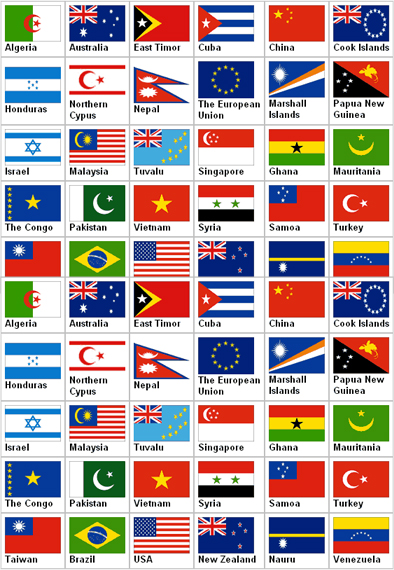 Algeria Australia East Timor Cuba China Cook Islands
Honduras Northern Cypus Nepal The European Union Marshall Islands Papua New Guinea
Israel Malaysia Tuvalu Singapore Ghana Mauritania
The Congo Pakistan Vietnam Syria Samoa Turkey
Algeria Australia East Timor Cuba China Cook Islands
Honduras Northern Cypus Nepal The European Union Marshall Islands Papua New Guinea
Israel Malaysia Tuvalu Singapore Ghana Mauritania
The Congo Pakistan Vietnam Syria Samoa Turkey
Taiwan Brazil USA New Zealand Nauru Venezuela